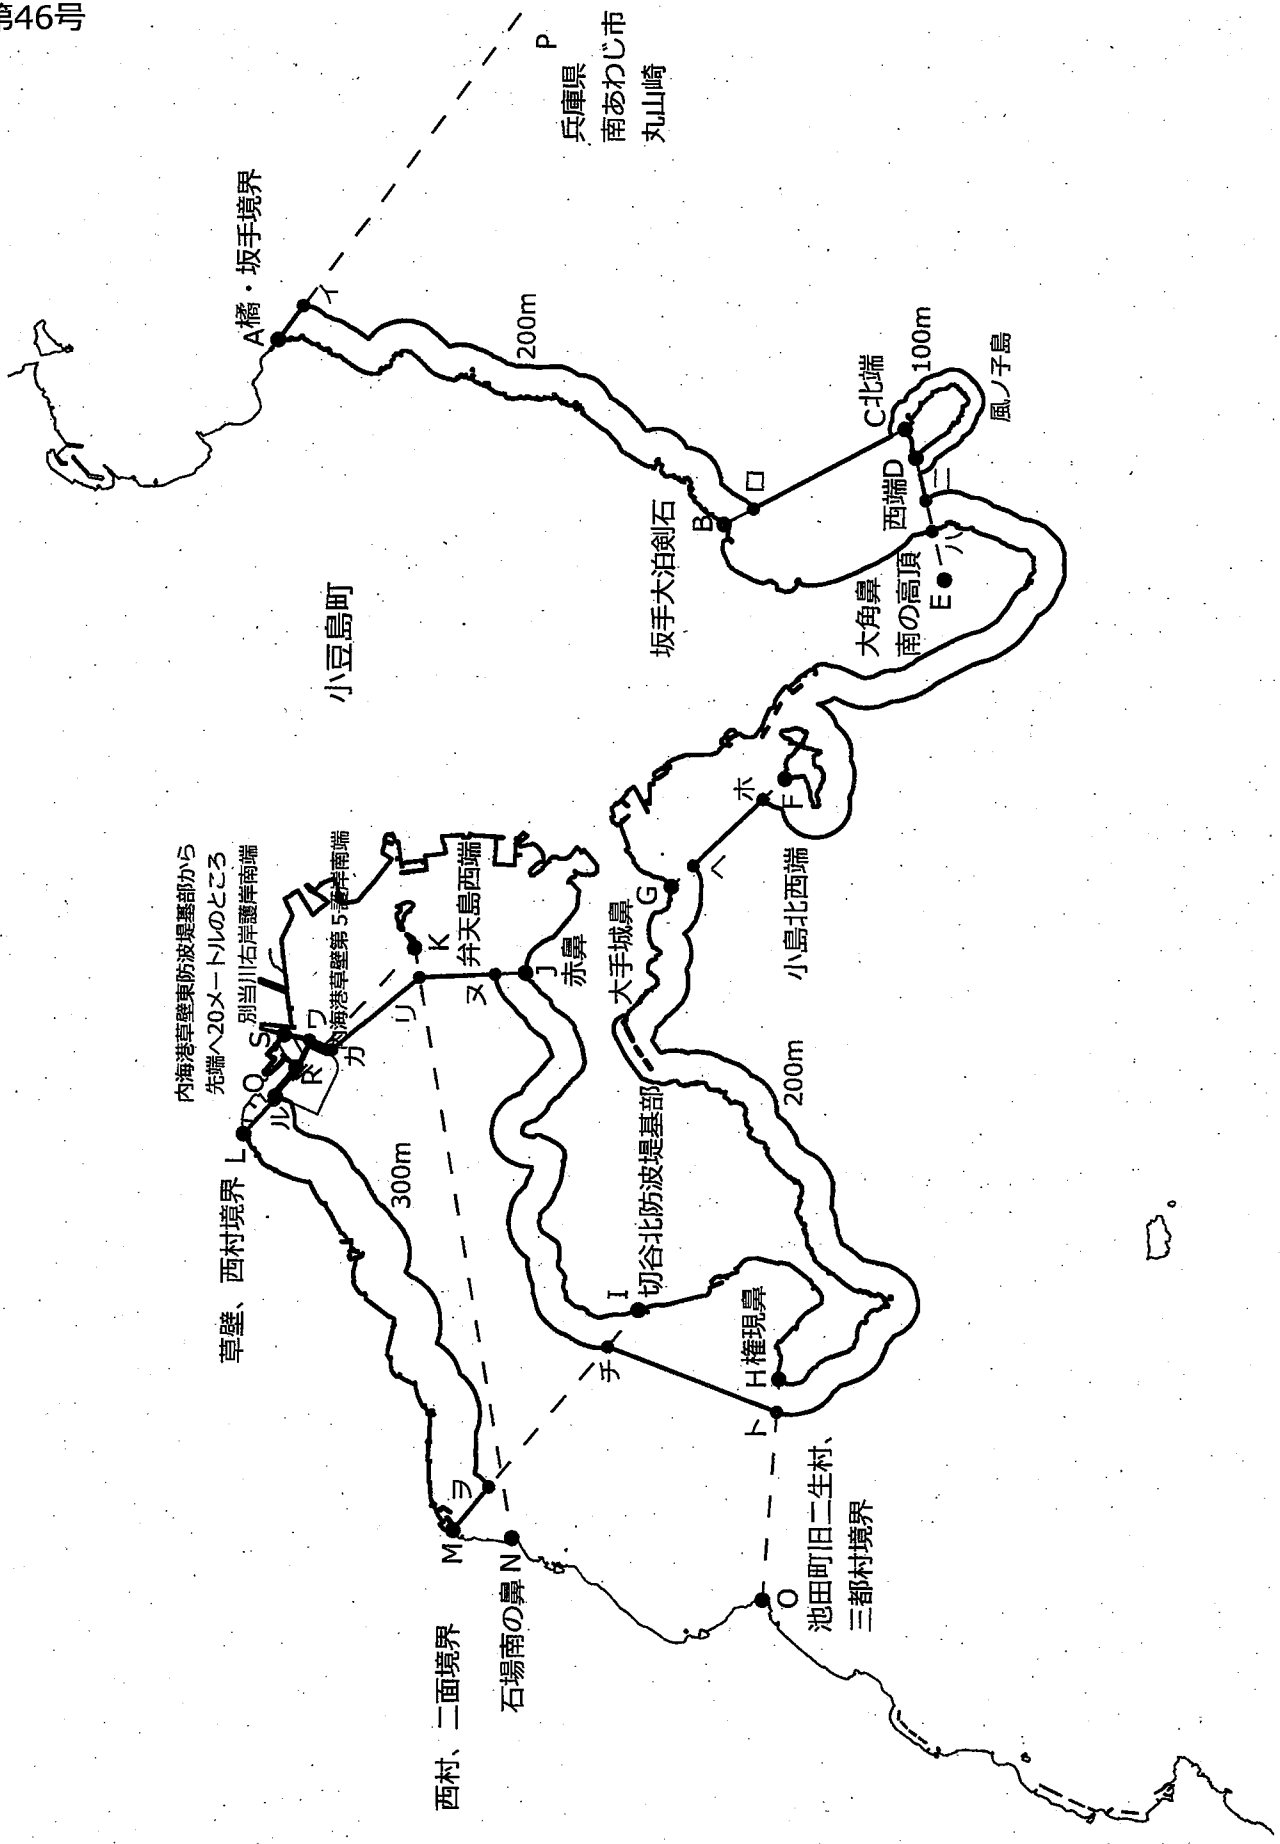 第46号
P
兵庫県
南あわじ市
丸山崎
A橘・坂手境界
イ
200m
小豆島町
C北端
100m
風ノ子島
西端D
ニ
ハ
E
大角鼻
南の高頂
ロ
B
坂手大泊剣石
ホ
F
小島北西端
ヘ
G
大手城鼻
200m
内海港草壁東防波堤基部から
先端へ20メートルのところ
別当川右岸護岸南端
内海港草壁第5護岸南端
弁天島西端
K
リ
ヌ
J
赤鼻
S
ワ
カ
R
Q
ル
L
草壁、西村境界
300m
I
切谷北防波堤基部
チ
H権現鼻
ト
ヲ
M
西村、二面境界
N
石場南の鼻
O
池田町旧二生村、
三都村境界